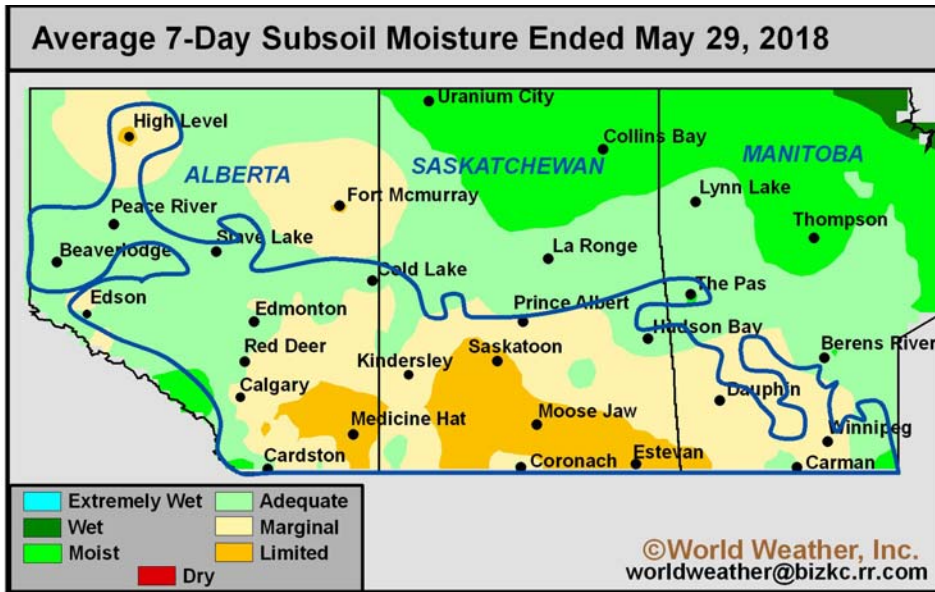 Average 7-Day Subsoil Moisture Ended May 29, 2018
Uranium City
High Level
Collins Bay
ALBERTA
SASKATCHEWAN
MANITOBA
Fort Mcmurray
Lynn Lake
Peace River
Thompson
Slave Lake
Beaverlodge
La Ronge
Cold Lake
The Pas
Edson
Prince Albert
Edmonton
Hudson Bay
Red Deer
Kindersley
Saskatoon
Berens River
Calgary
Dauphin
Medicine Hat
Moose Jaw
Winnipeg
Cardston
Coronach
Estevan
Carman
Extremely Wet
Adequate
Wet
Marginal
Moist
Limited
Dry
©World Weather, Inc.
worldweather@bizkc.rr.com